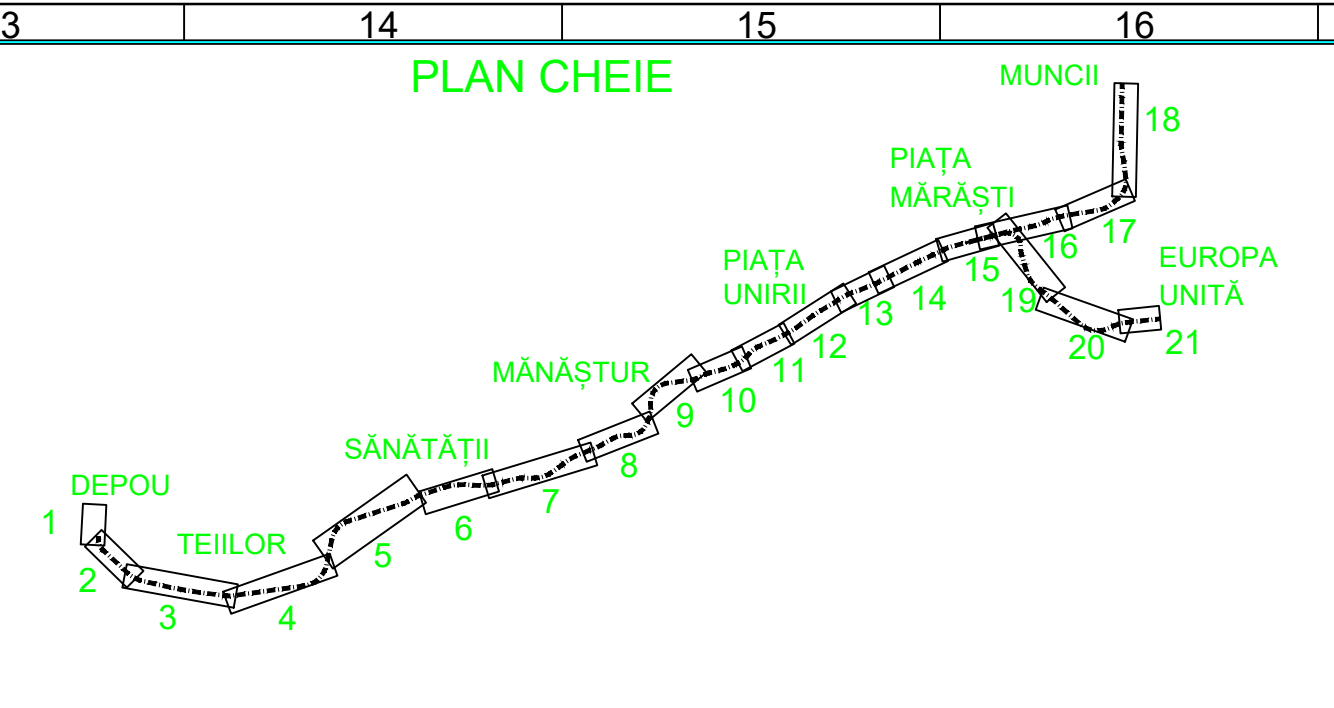 3 14 15 16
PLAN CHEIE
MUNCII
18
PIAȚA
MĂRĂȘTI
17
16
15
EUROPA
UNITĂ
PIAȚA
UNIRII
14
19
13
12
20
21
11
MĂNĂȘTUR
10
9
SĂNĂTĂȚII
8
DEPOU
7
1
6
TEIILOR
5
2
3
4